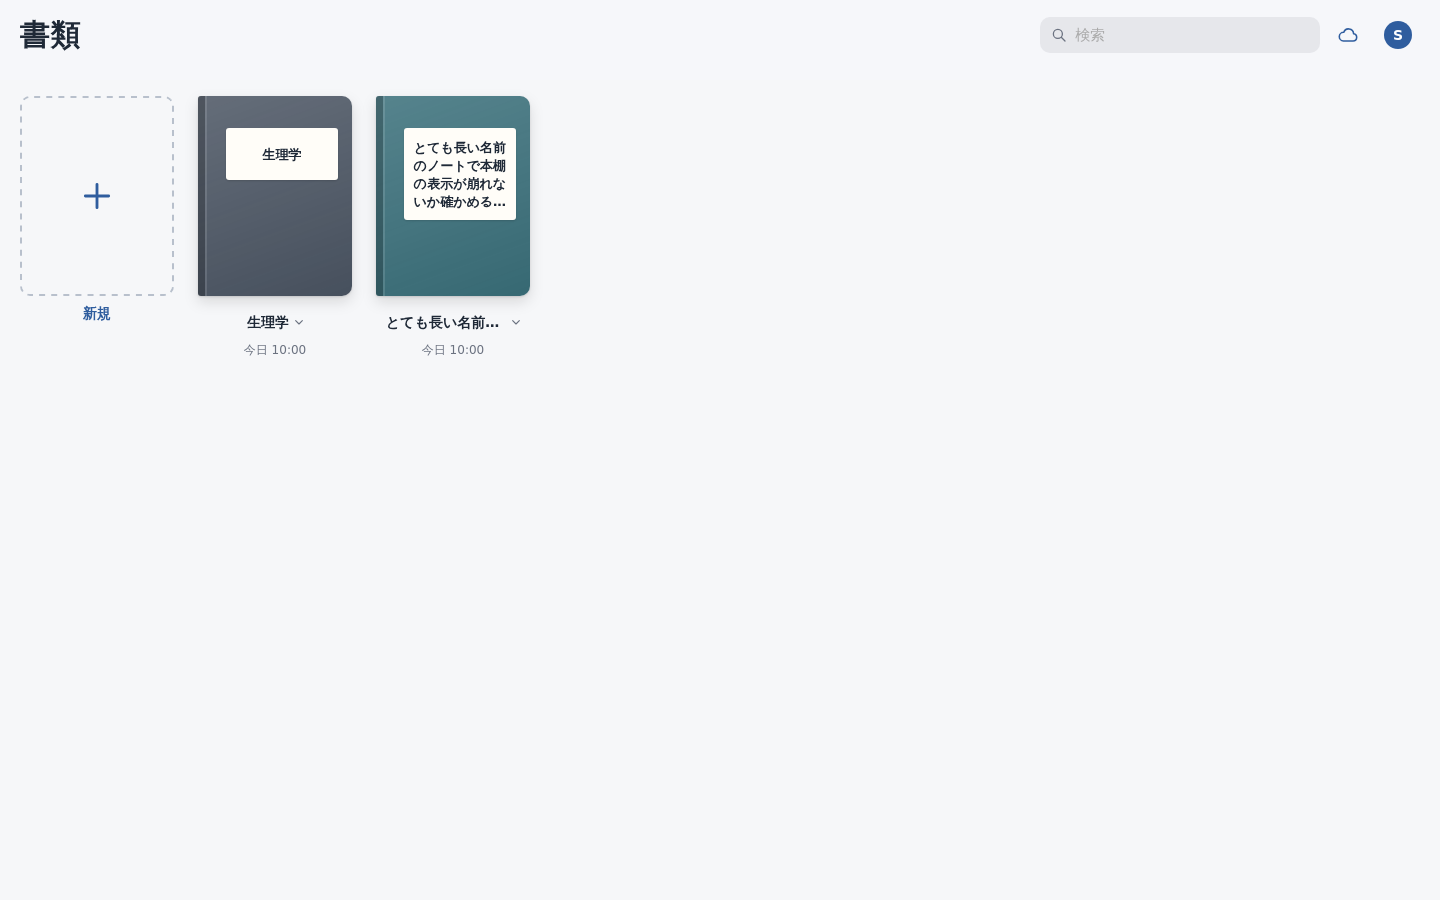 書類
検索
S
生理学
とても長い名前
のノートで本棚
の表示が崩れな
いか確かめる…
新規
生理学
とても長い名前…
今日 10:00
今日 10:00